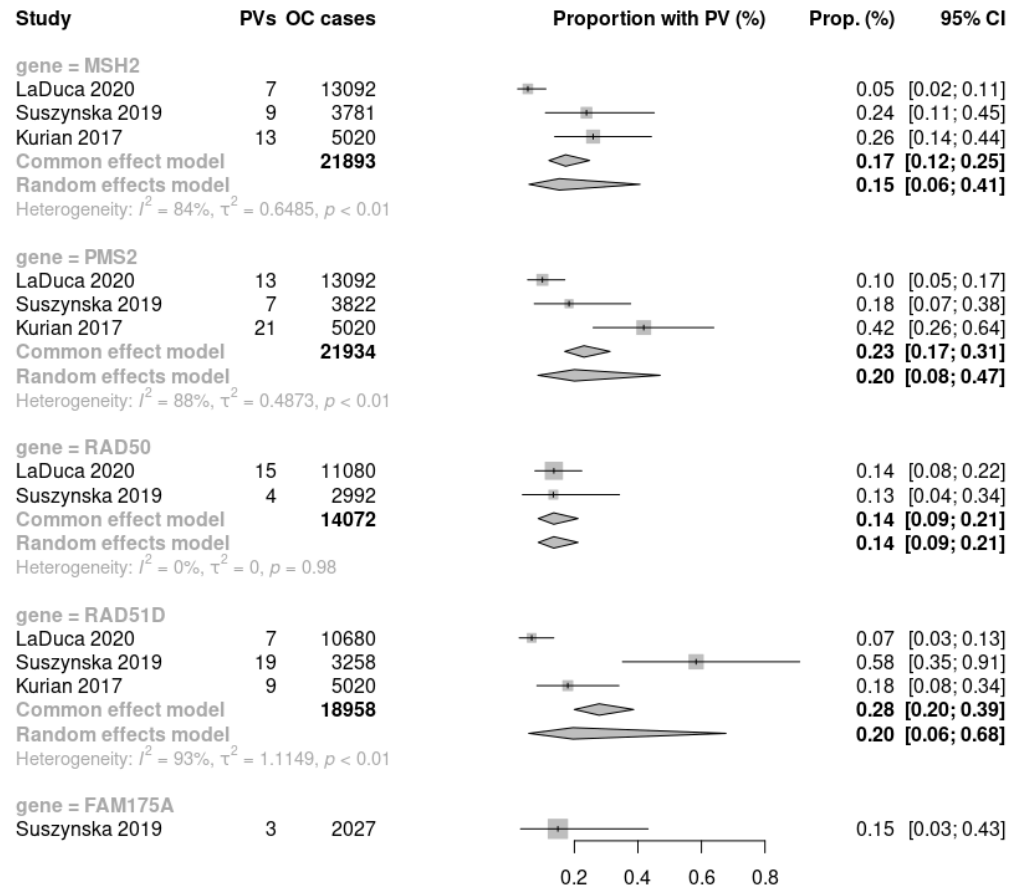 Study PVs OC cases Proportion with PV (%) Prop. (%) 95% CI
gene = MSH2
LaDuca 2020 7 13092 0.05 [0.02; 0.11]
Suszynska 2019 9 3781 0.24 [0.11; 0.45]
Kurian 2017 13 5020 0.26 [0.14; 0.44]
Common effect model 21893 0.17 [0.12; 0.25]
Random effects model 0.15 [0.06; 0.41]
Heterogeneity: I² = 84%, τ² = 0.6485, p < 0.01
gene = PMS2
LaDuca 2020 13 13092 0.10 [0.05; 0.17]
Suszynska 2019 7 3822 0.18 [0.07; 0.38]
Kurian 2017 21 5020 0.42 [0.26; 0.64]
Common effect model 21934 0.23 [0.17; 0.31]
Random effects model 0.20 [0.08; 0.47]
Heterogeneity: I² = 88%, τ² = 0.4873, p < 0.01
gene = RAD50
LaDuca 2020 15 11080 0.14 [0.08; 0.22]
Suszynska 2019 4 2992 0.13 [0.04; 0.34]
Common effect model 14072 0.14 [0.09; 0.21]
Random effects model 0.14 [0.09; 0.21]
Heterogeneity: I² = 0%, τ² = 0, p = 0.98
gene = RAD51D
LaDuca 2020 7 10680 0.07 [0.03; 0.13]
Suszynska 2019 19 3258 0.58 [0.35; 0.91]
Kurian 2017 9 5020 0.18 [0.08; 0.34]
Common effect model 18958 0.28 [0.20; 0.39]
Random effects model 0.20 [0.06; 0.68]
Heterogeneity: I² = 93%, τ² = 1.1149, p < 0.01
gene = FAM175A
Suszynska 2019 3 2027 0.15 [0.03; 0.43]
0.2 0.4 0.6 0.8